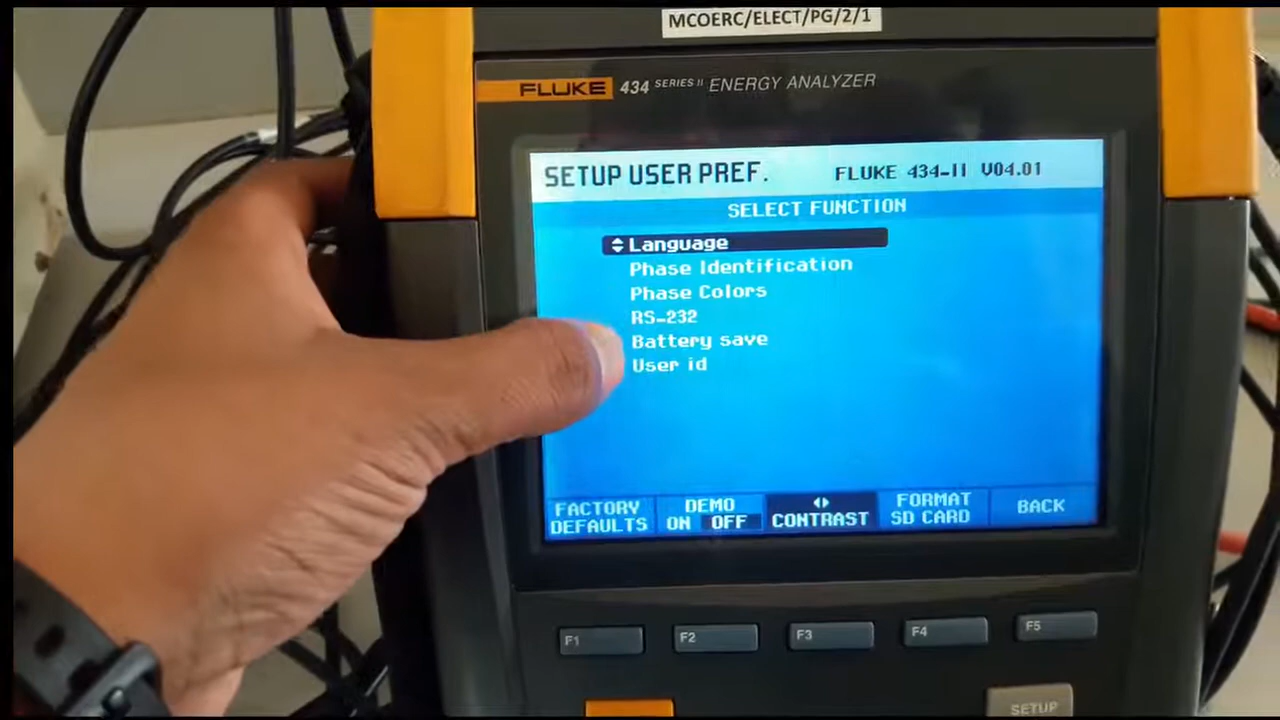 MCOERC/ELECT/PG/2/1
FLUKE 434 SERIES II ENERGY ANALYZER
SETUP USER PREF. FLUKE 434-II V04.01
SELECT FUNCTION
Language
Phase Identification
Phase Colors
RS-232
Battery save
User id
FACTORY DEFAULTS
DEMO ON OFF
CONTRAST
FORMAT SD CARD
BACK
F1 F2 F3 F4 F5
SETUP